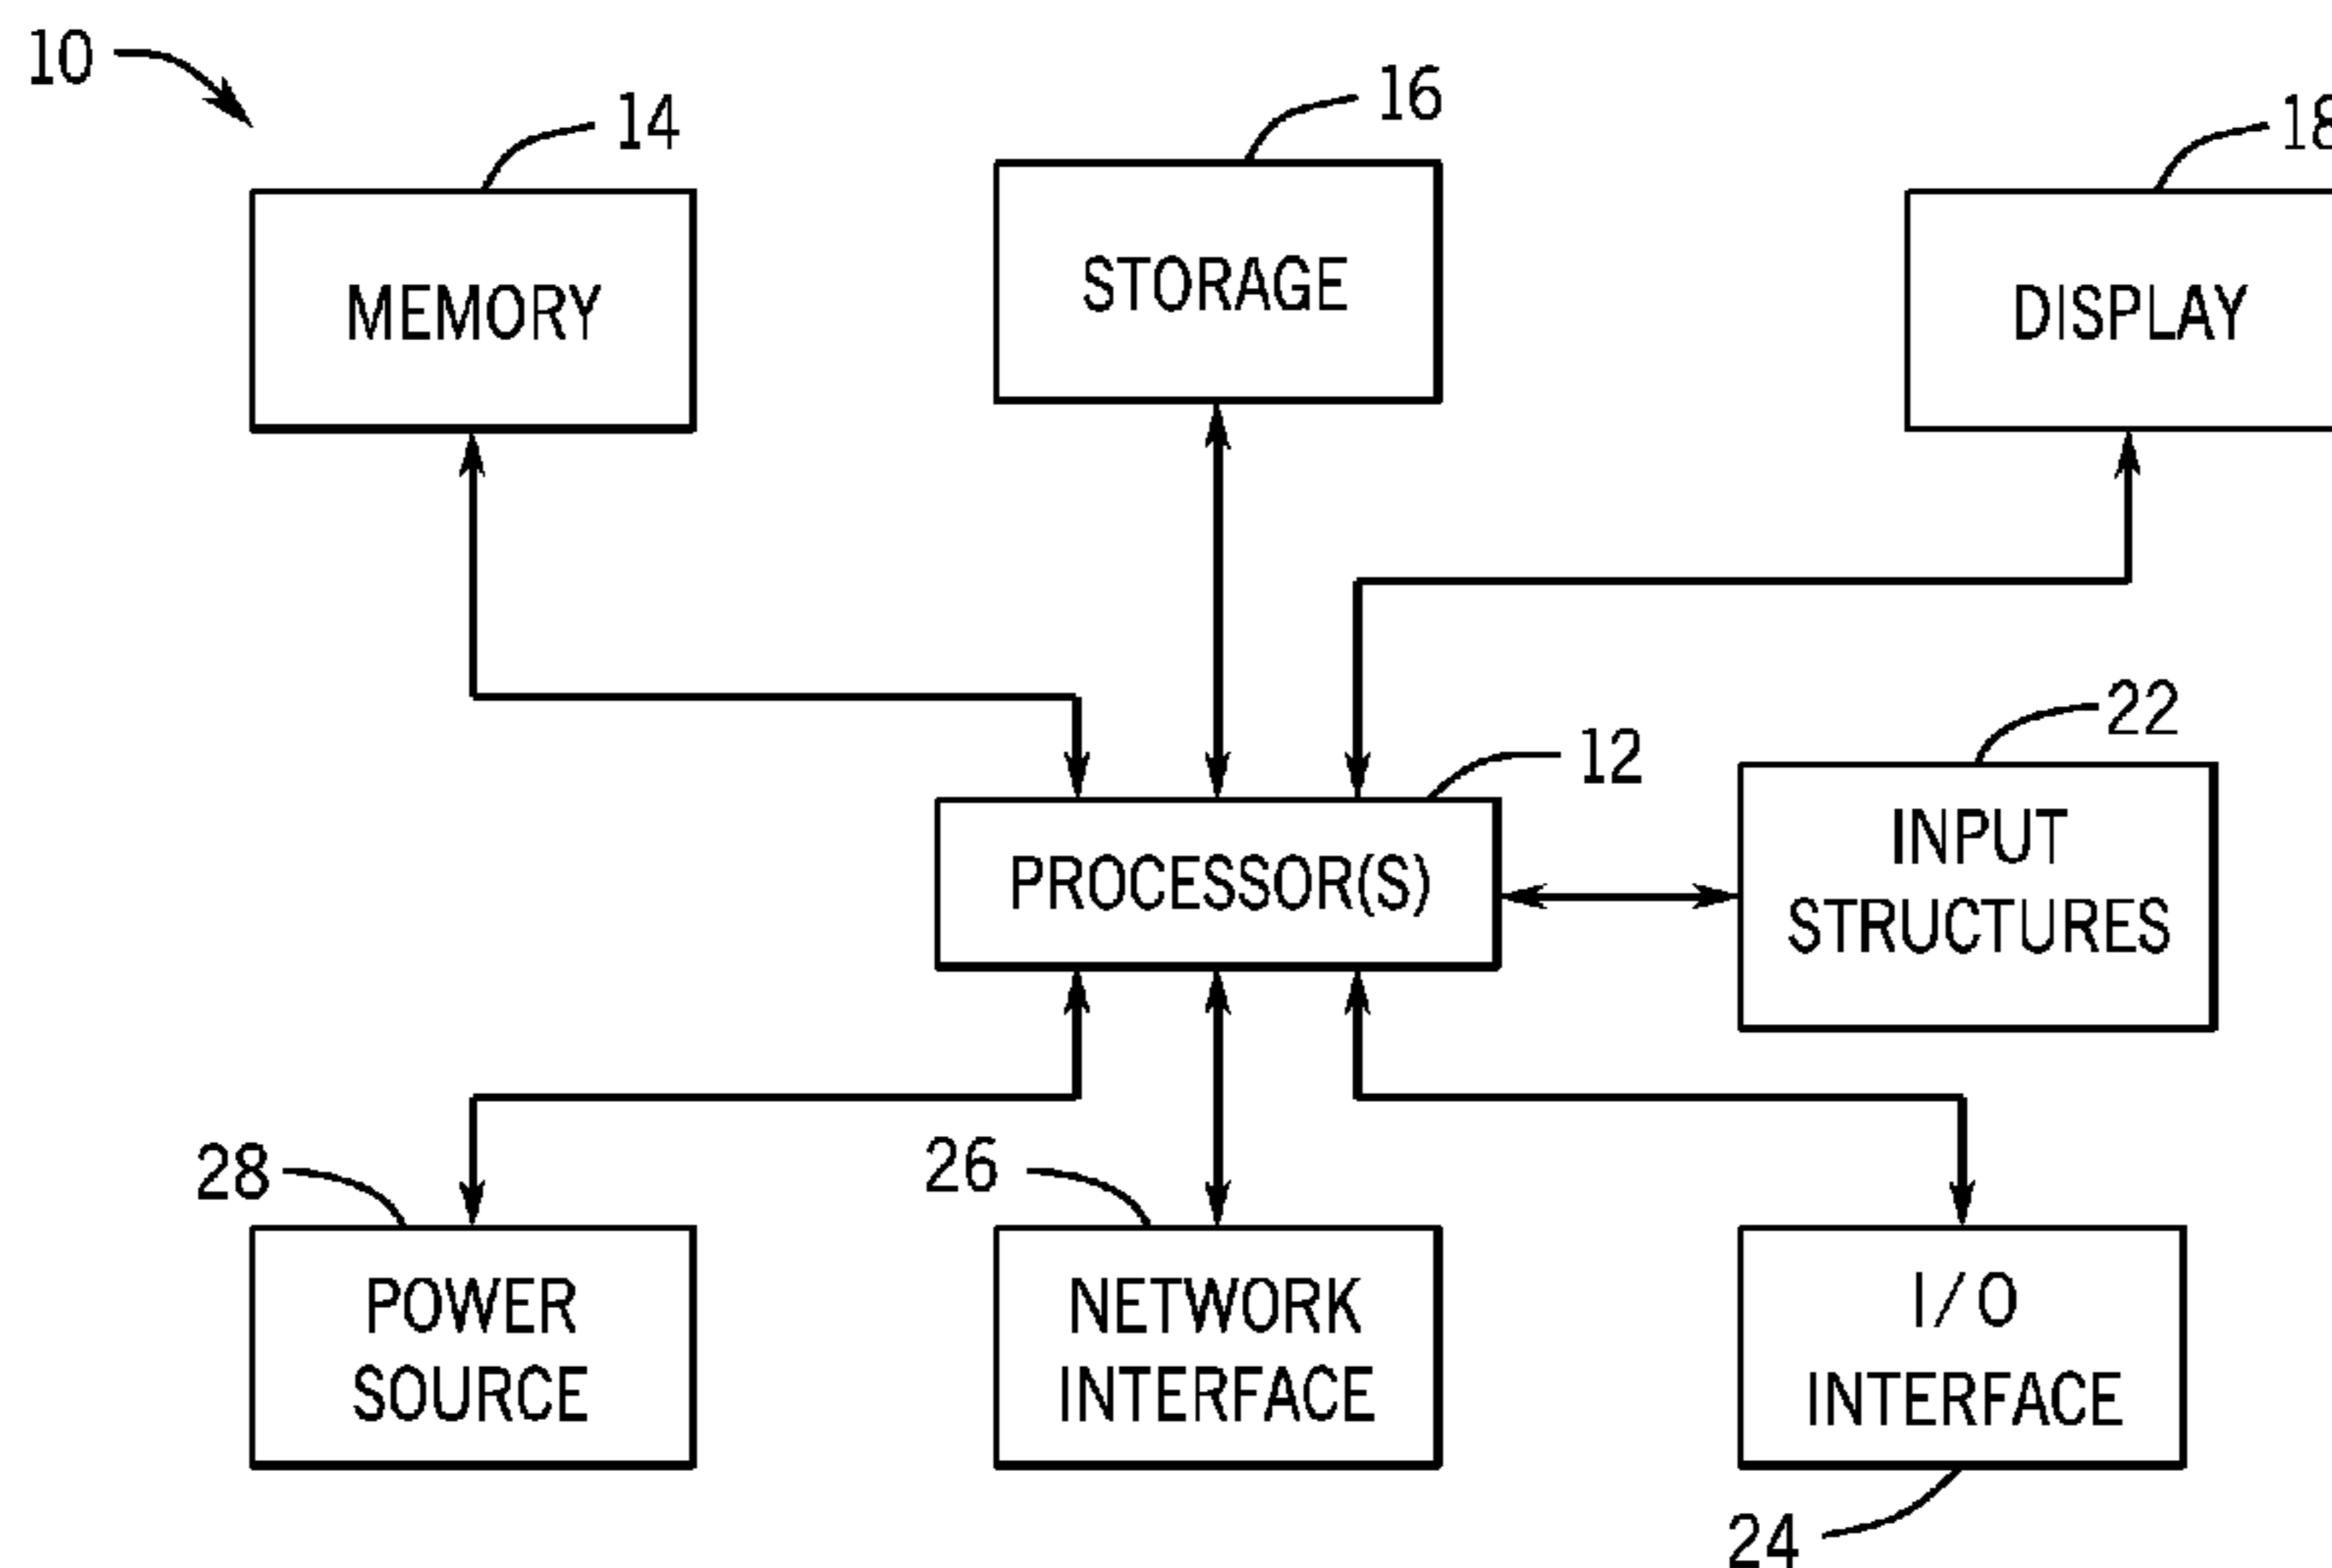 10
14
16
18
MEMORY
STORAGE
DISPLAY
12
22
PROCESSOR(S)
INPUT
STRUCTURES
28
26
POWER
SOURCE
NETWORK
INTERFACE
I/O
INTERFACE
24